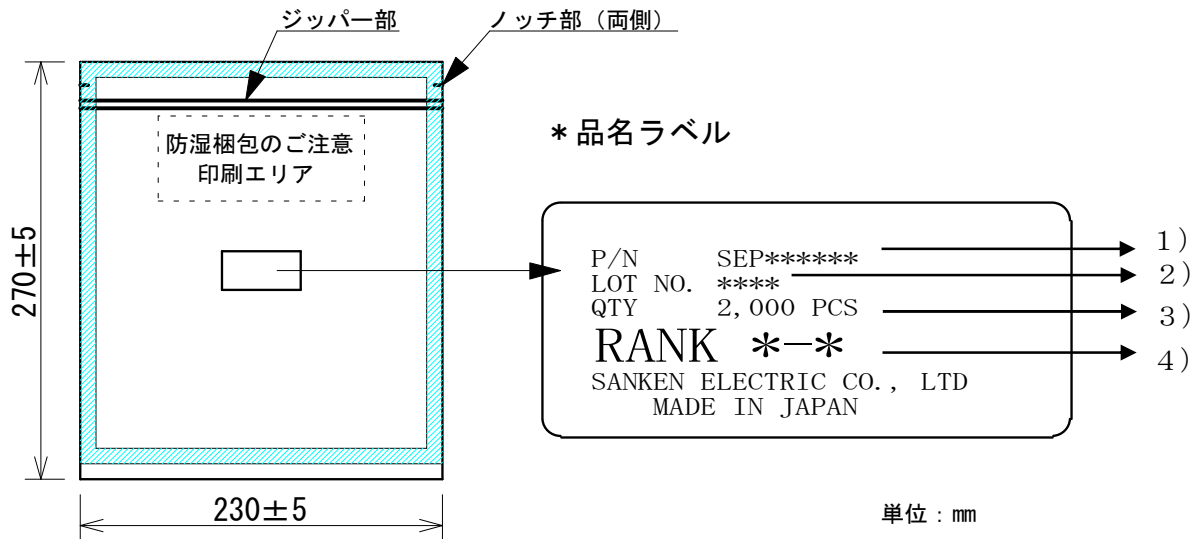 ジッパー部
ノッチ部（両側）
防湿梱包のご注意
印刷エリア
270±5
230±5
*品名ラベル
P/N SEP******
LOT NO. ****
QTY 2,000 PCS
RANK *－*
SANKEN ELECTRIC CO., LTD
MADE IN JAPAN
1）
2）
3）
4）
単位：㎜